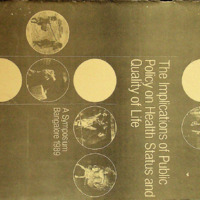 The Implications of Public
Policy on Health Status and
Quality of Life
A Symposium
Bangalore 1989